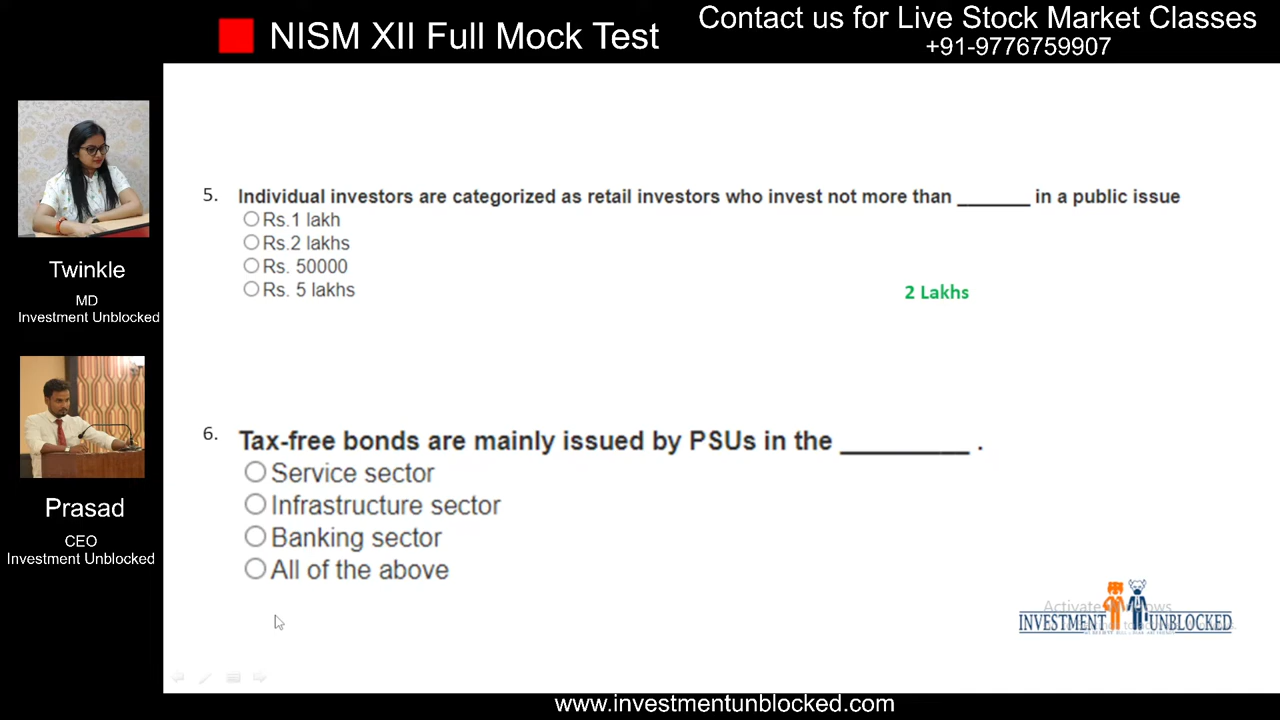 NISM XII Full Mock Test
Contact us for Live Stock Market Classes
+91-9776759907
Twinkle
MD
Investment Unblocked
Prasad
CEO
Investment Unblocked
5. Individual investors are categorized as retail investors who invest not more than _______ in a public issue
Rs.1 lakh
Rs.2 lakhs
Rs. 50000
Rs. 5 lakhs
2 Lakhs
6. Tax-free bonds are mainly issued by PSUs in the _________ .
Service sector
Infrastructure sector
Banking sector
All of the above
INVESTMENT UNBLOCKED
www.investmentunblocked.com